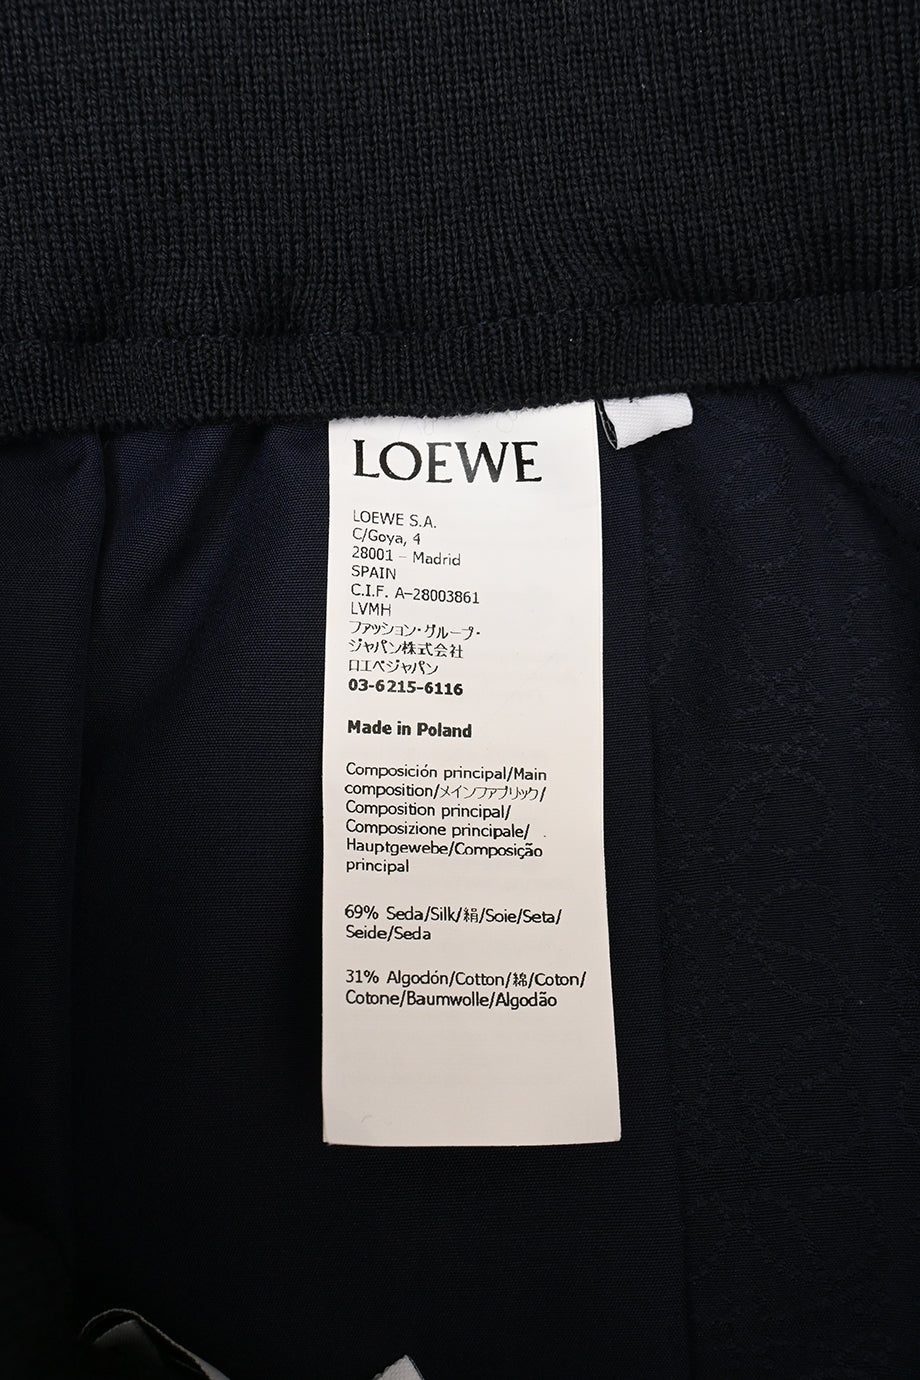 LOEWE
LOEWE S.A.
C/Goya, 4
28001 – Madrid
SPAIN
C.I.F. A-28003861
LVMH
ファッション・グループ・
ジャパン株式会社
ロエベジャパン
03-6215-6116
Made in Poland
Composición principal/Main
composition/メインファブリック/
Composition principal/
Composizione principale/
Hauptgewebe/Composição
principal
69% Seda/Silk/絹/Soie/Seta/
Seide/Seda
31% Algodón/Cotton/綿/Coton/
Cotone/Baumwolle/Algodão